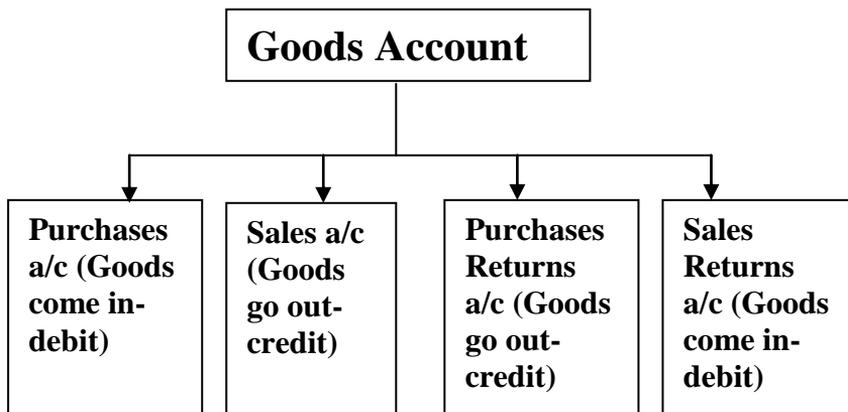 Goods Account
Purchases
a/c (Goods
come in-
debit)
Sales a/c
(Goods
go out-
credit)
Purchases
Returns
a/c (Goods
go out-
credit)
Sales
Returns
a/c (Goods
come in-
debit)